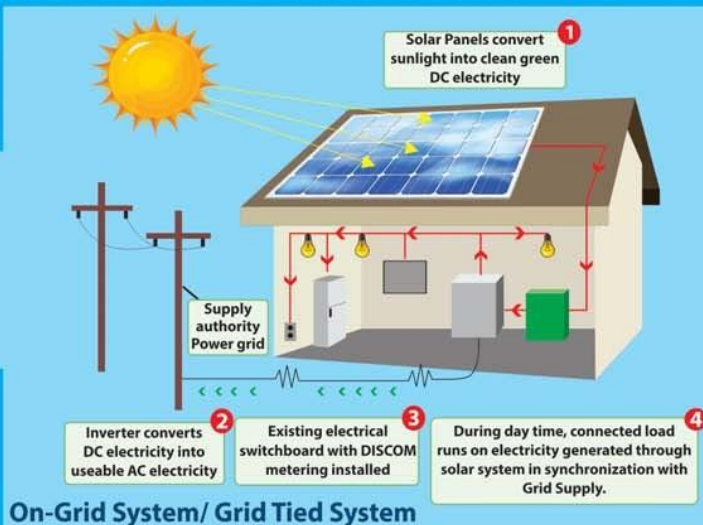 1
Solar Panels convert
sunlight into clean green
DC electricity
Supply
authority
Power grid
2
Inverter converts
DC electricity into
useable AC electricity
3
Existing electrical
switchboard with DISCOM
metering installed
4
During day time, connected load
runs on electricity generated through
solar system in synchronization with
Grid Supply.
On-Grid System/ Grid Tied System